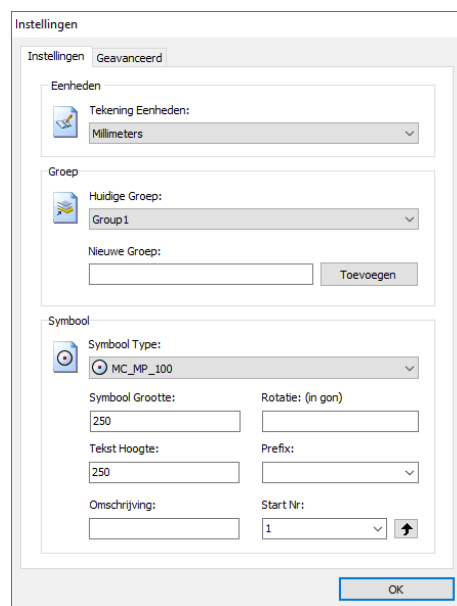 Instellingen
Instellingen Geavanceerd
Eenheden
Tekening Eenheden:
Millimeters
Groep
Huidige Groep:
Group1
Nieuwe Groep:
Toevoegen
Symbool
Symbool Type:
MC_MP_100
Symbool Grootte: Rotatie: (in gon)
250
Tekst Hoogte: Prefix:
250
Omschrijving: Start Nr:
1
OK